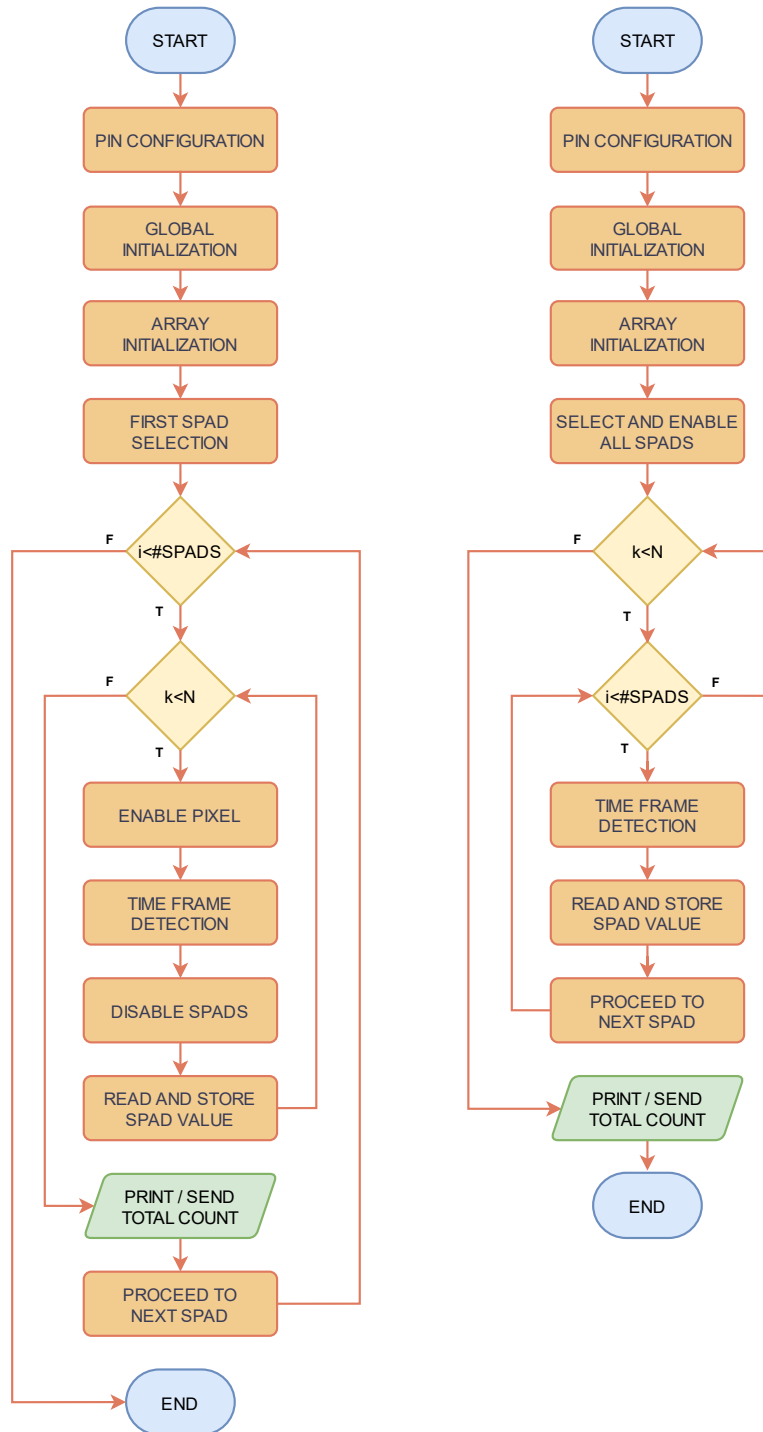 START
PIN CONFIGURATION
GLOBAL
INITIALIZATION
ARRAY
INITIALIZATION
FIRST SPAD
SELECTION
i<#SPADS
F
T
k<N
F
T
ENABLE PIXEL
TIME FRAME
DETECTION
DISABLE SPADS
READ AND STORE
SPAD VALUE
PRINT / SEND
TOTAL COUNT
PROCEED TO
NEXT SPAD
END
START
PIN CONFIGURATION
GLOBAL
INITIALIZATION
ARRAY
INITIALIZATION
SELECT AND ENABLE
ALL SPADS
k<N
F
T
i<#SPADS
F
T
TIME FRAME
DETECTION
READ AND STORE
SPAD VALUE
PROCEED TO
NEXT SPAD
PRINT / SEND
TOTAL COUNT
END